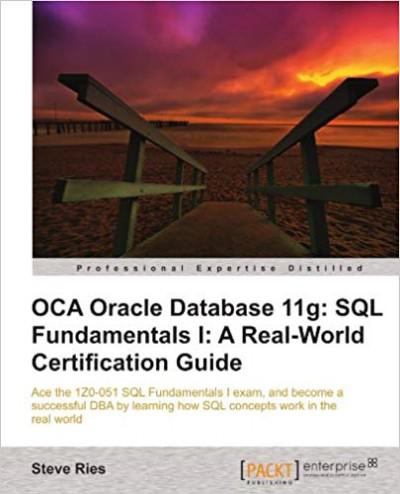 Professional Expertise Distilled
OCA Oracle Database 11g: SQL
Fundamentals I: A Real-World
Certification Guide
Ace the 1Z0-051 SQL Fundamentals I exam, and become a
successful DBA by learning how SQL concepts work in the
real world
Steve Ries
[PACKT] enterprise
PUBLISHING